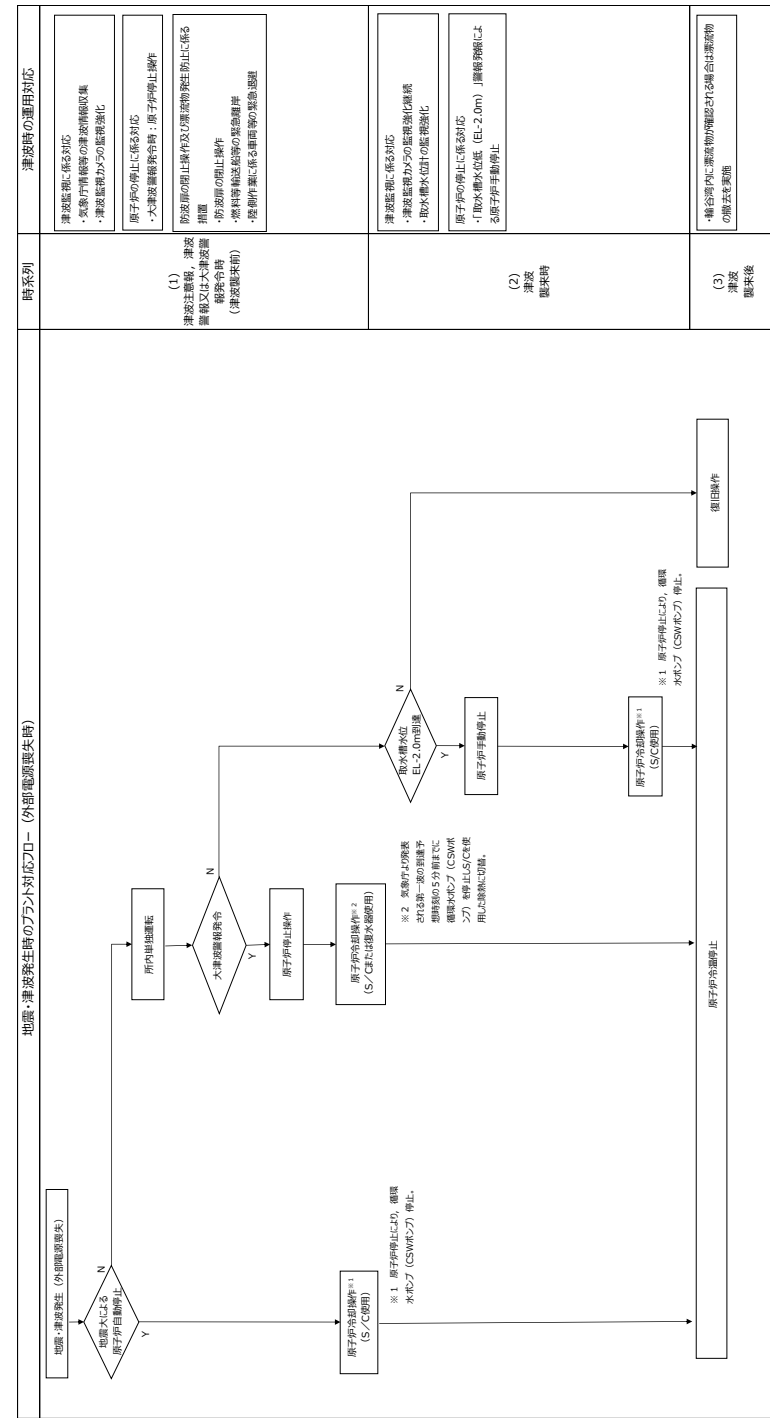 地震・津波発生時のプラント対応フロー（外部電源喪失時）
時系列
津波時の運用対応
地震・津波発生（外部電源喪失）
地震大による
原子炉自動停止
N
Y
所内単独運転
大津波警報発令
N
Y
原子炉停止操作
原子炉冷却操作※１
（S／C使用）
※１ 原子炉停止により，循環
水ポンプ（CSWポンプ）停止。
原子炉冷却操作※２
（S／Cまたは復水器使用）
※２ 気象庁より発表
される第一波の到達予
想時刻の５分前までに
循環水ポンプ（CSWポ
ンプ）を停止しS/Cを使
用した除熱に切替。
取水槽水位
EL-2.0m到達
N
Y
原子炉手動停止
原子炉冷却操作※１
（S/C使用）
※１ 原子炉停止により，循環
水ポンプ（CSWポンプ）停止。
原子炉冷温停止
復旧操作
(1)
津波注意報，津波
警報又は大津波警
報発令時
（津波襲来前）
(2)
津波
襲来時
(3)
津波
襲来後
津波監視に係る対応
・気象庁情報等の津波情報収集
・津波監視カメラの監視強化
原子炉の停止に係る対応
・大津波警報発令時：原子炉停止操作
防波扉の閉止操作及び漂流物発生防止に係る
措置
・防波扉の閉止操作
・燃料等輸送船等の緊急離岸
・陸側作業に係る車両等の緊急退避
津波監視に係る対応
・津波監視カメラの監視強化継続
・取水槽水位計の監視強化
原子炉の停止に係る対応
・「取水槽水位低（EL-2.0m）」警報発報によ
る原子炉手動停止
・輪谷湾内に漂流物が確認される場合は漂流物
の撤去を実施